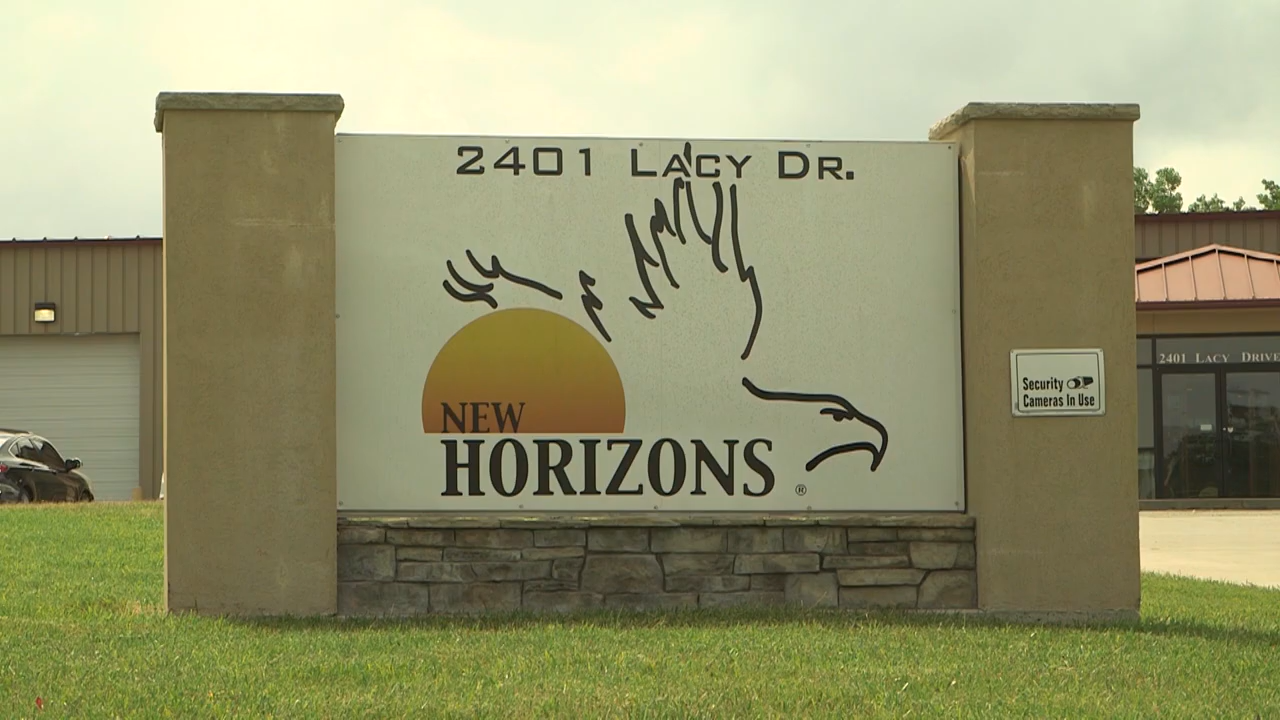 2401 LACY DR.
NEW
HORIZONS ®
Security
Cameras In Use
2401 LACY DRIVE